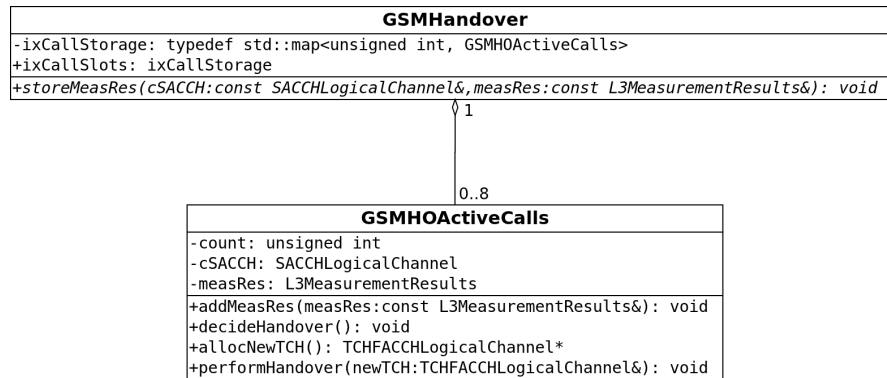 GSMHandover
-ixCallStorage: typedef std::map<unsigned int, GSMHOActiveCalls>
+ixCallSlots: ixCallStorage
+storeMeasRes(cSACCH:const SACCHLogicalChannel&,measRes:const L3MeasurementResults&): void
1
0..8
GSMHOActiveCalls
-count: unsigned int
-cSACCH: SACCHLogicalChannel
-measRes: L3MeasurementResults
+addMeasRes(measRes:const L3MeasurementResults&): void
+decideHandover(): void
+allocNewTCH(): TCHFACCHLogicalChannel*
+performHandover(newTCH:TCHFACCHLogicalChannel&): void